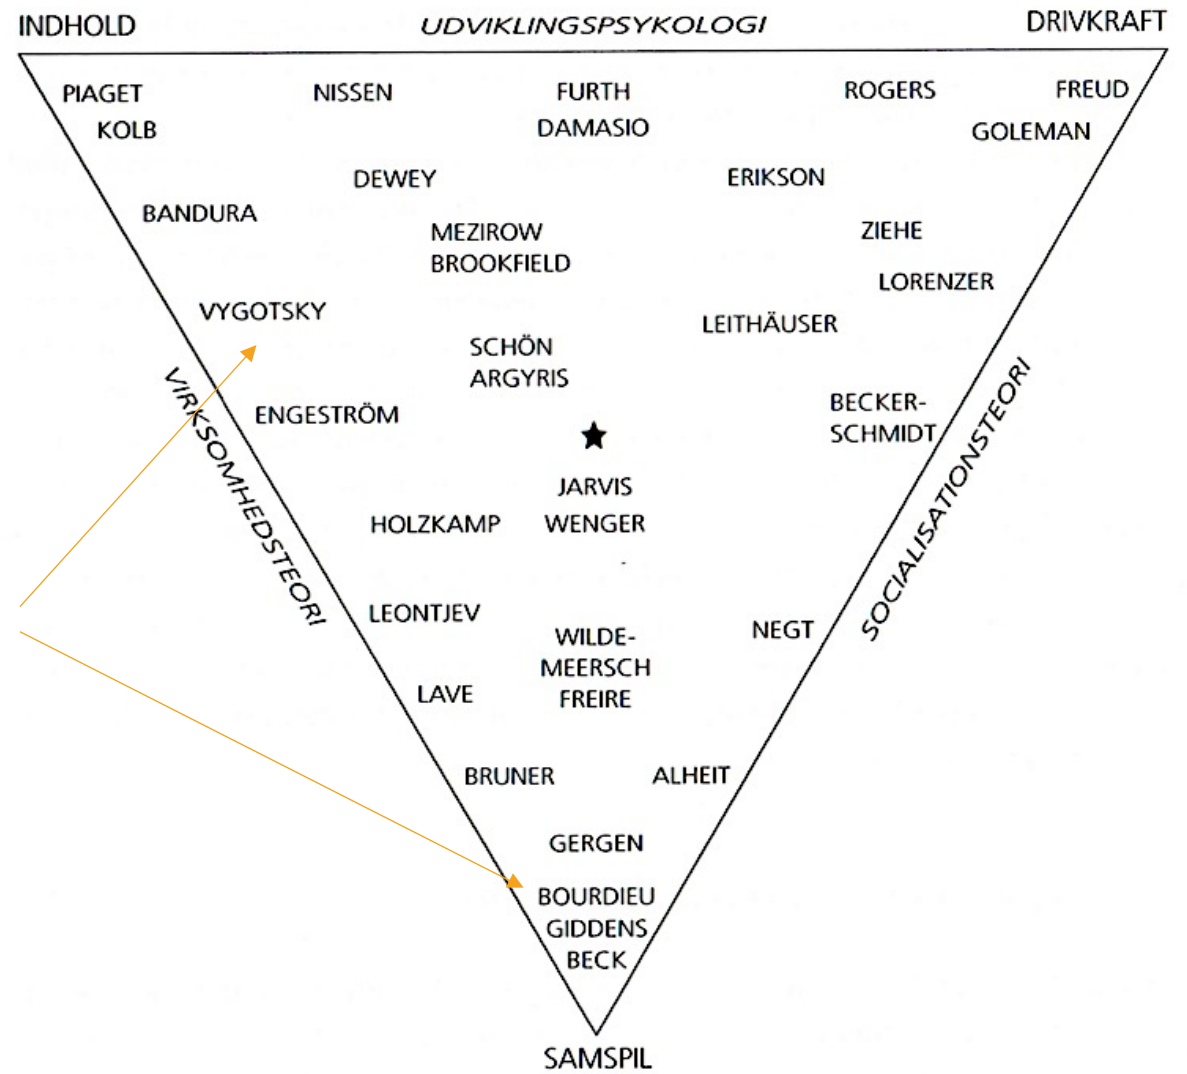 INDHOLD
UDVIKLINGSPSYKOLOGI
DRIVKRAFT
PIAGET
NISSEN
FURTH
ROGERS
FREUD
KOLB
DAMASIO
GOLEMAN
DEWEY
ERIKSON
BANDURA
MEZIROW
BROOKFIELD
ZIEHE
LORENZER
VYGOTSKY
LEITHÄUSER
SCHÖN
ARGYRIS
VIRKSOMHEDSTEORI
ENGESTRÖM
BECKER-
SCHMIDT
SOCIALISATIONSTEORI
JARVIS
HOLZKAMP
WENGER
LEONTJEV
WILDE-
MEERSCH
FREIRE
NEGT
LAVE
BRUNER
ALHEIT
GERGEN
BOURDIEU
GIDDENS
BECK
SAMSPIL